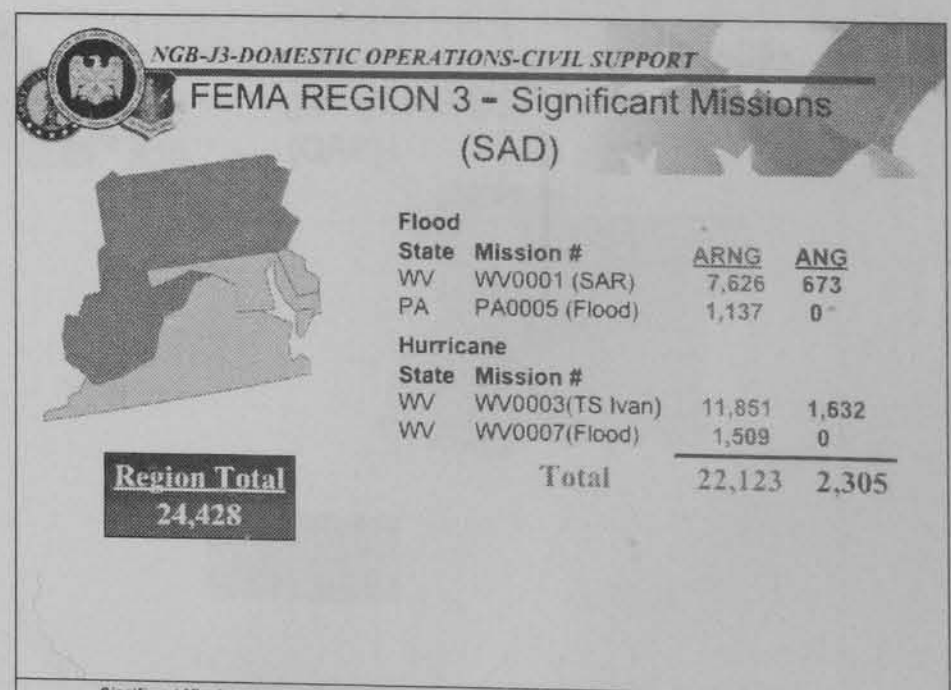 NGB-J3-DOMESTIC OPERATIONS-CIVIL SUPPORT
FEMA REGION 3 - Significant Missions
(SAD)
Flood
State Mission # ARNG ANG
WV WV0001 (SAR) 7,626 673
PA PA0005 (Flood) 1,137 0
Hurricane
State Mission #
WV WV0003(TS Ivan) 11,851 1,632
WV WV0007(Flood) 1,509 0
Total 22,123 2,305
Region Total
24,428